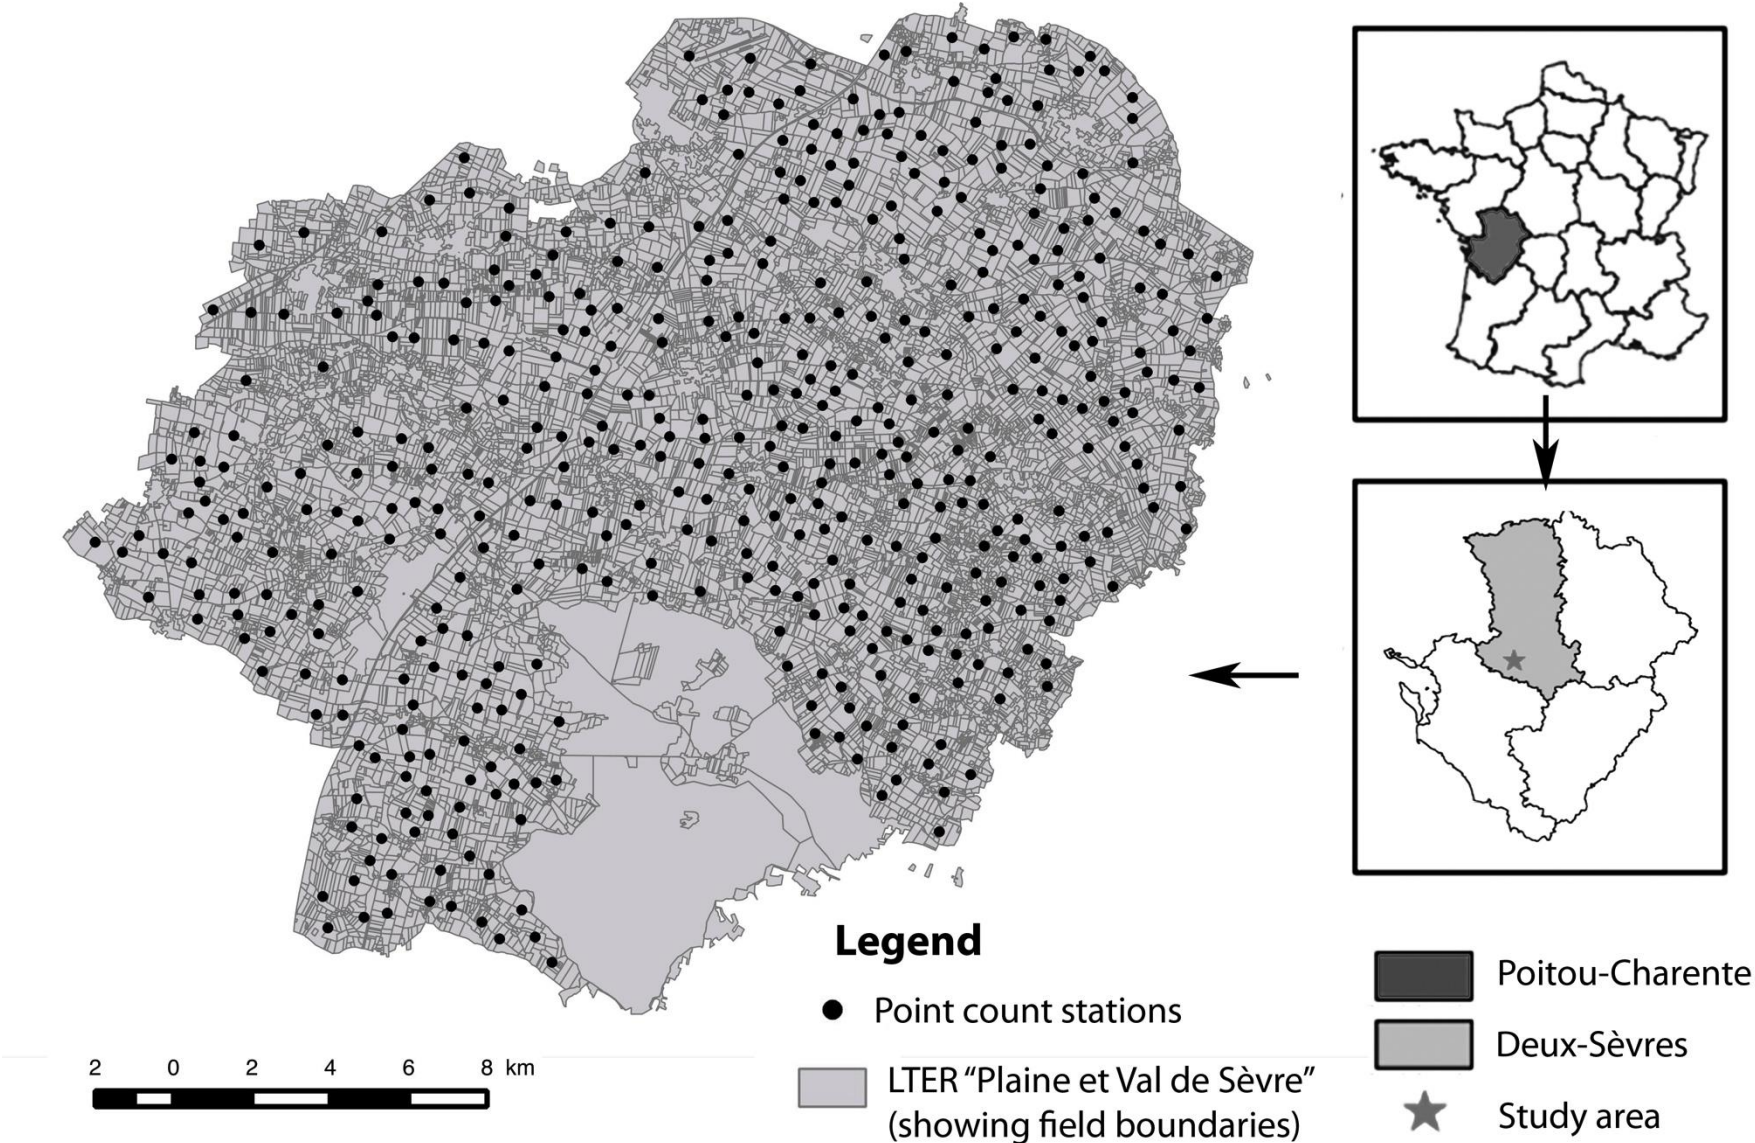 Legend
Point count stations
LTER “Plaine et Val de Sèvre”
(showing field boundaries)
2 0 2 4 6 8 km
Poitou-Charente
Deux-Sèvres
Study area